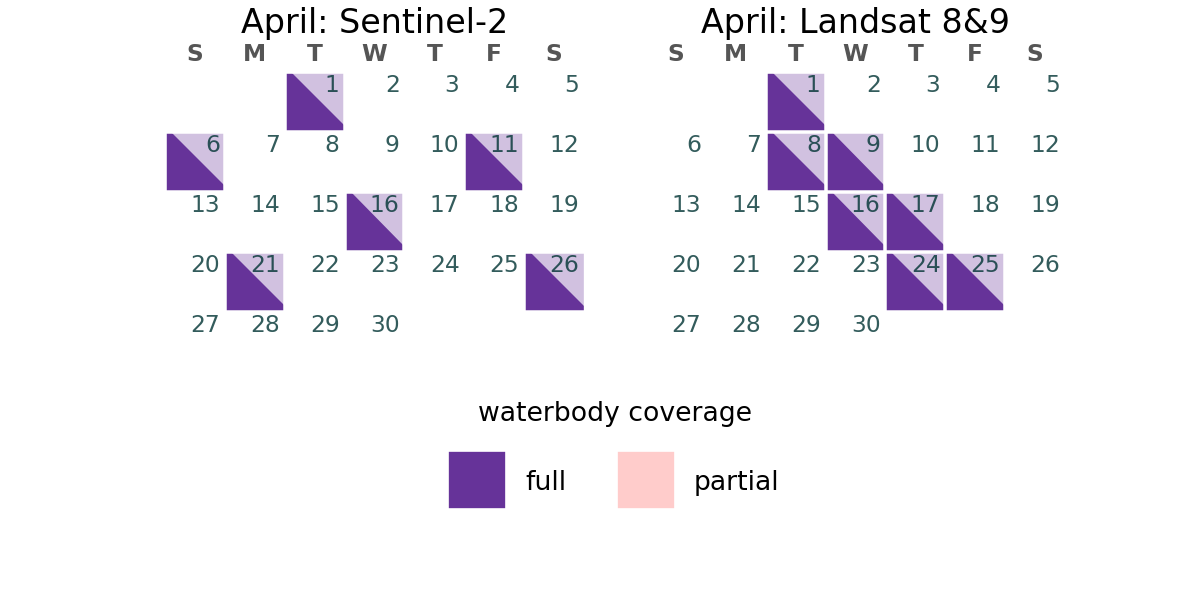 April: Sentinel-2
S M T W T F S
1 2 3 4 5
6 7 8 9 10 11 12
13 14 15 16 17 18 19
20 21 22 23 24 25 26
27 28 29 30
April: Landsat 8&9
S M T W T F S
1 2 3 4 5
6 7 8 9 10 11 12
13 14 15 16 17 18 19
20 21 22 23 24 25 26
27 28 29 30
waterbody coverage
full partial